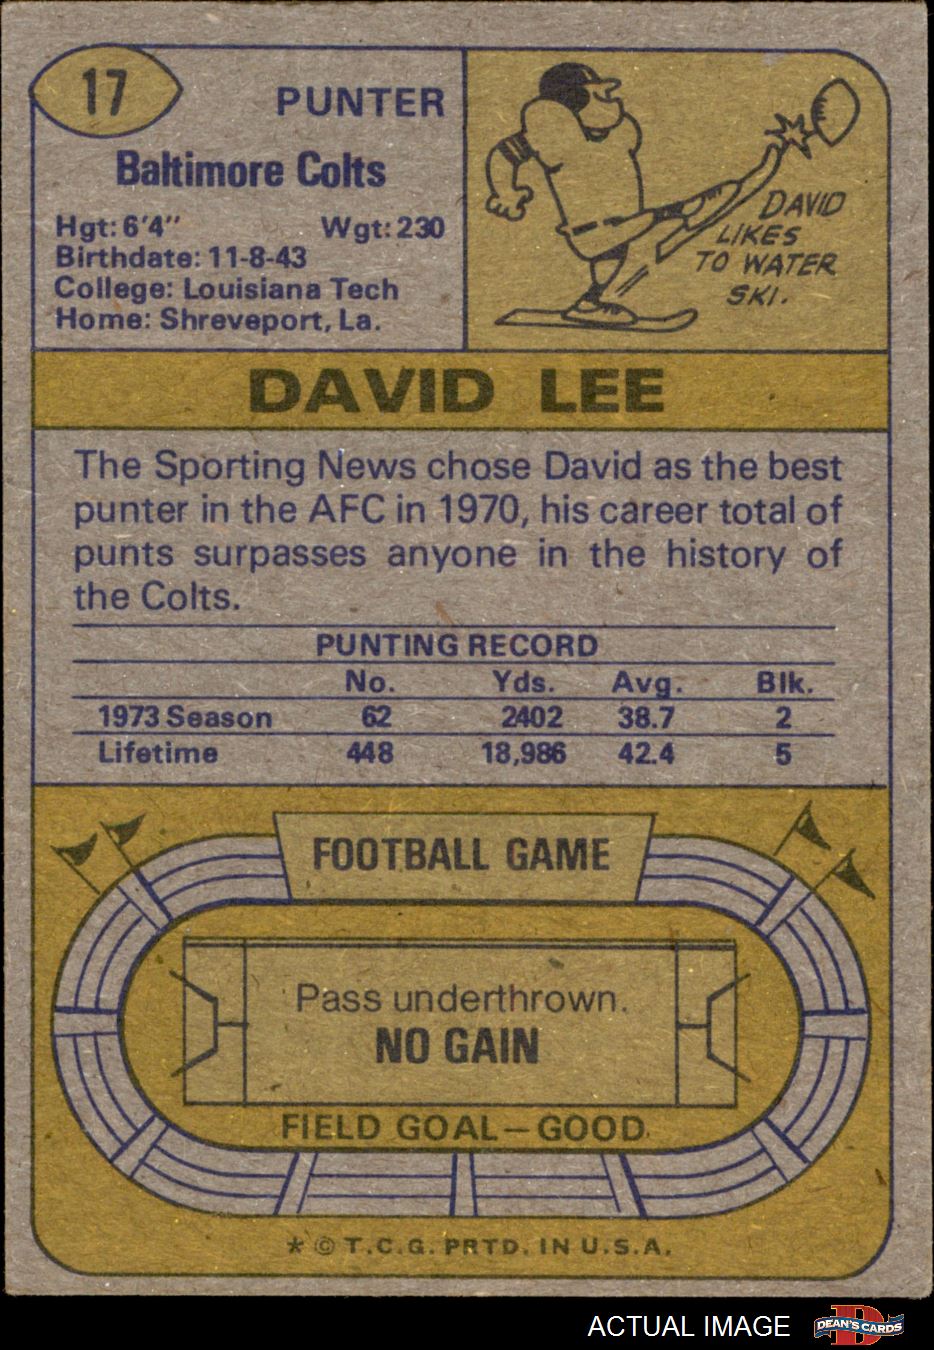 17
PUNTER
Baltimore Colts
Hgt: 6'4" Wgt: 230
Birthdate: 11-8-43
College: Louisiana Tech
Home: Shreveport, La.
DAVID
LIKES
TO WATER
SKI.
DAVID LEE
The Sporting News chose David as the best
punter in the AFC in 1970, his career total of
punts surpasses anyone in the history of
the Colts.
PUNTING RECORD
No. Yds. Avg. Blk.
1973 Season 62 2402 38.7 2
Lifetime 448 18,986 42.4 5
FOOTBALL GAME
Pass underthrown.
NO GAIN
FIELD GOAL—GOOD
* © T.C.G. PRTD. IN U.S.A.
ACTUAL IMAGE
DEAN'S CARDS